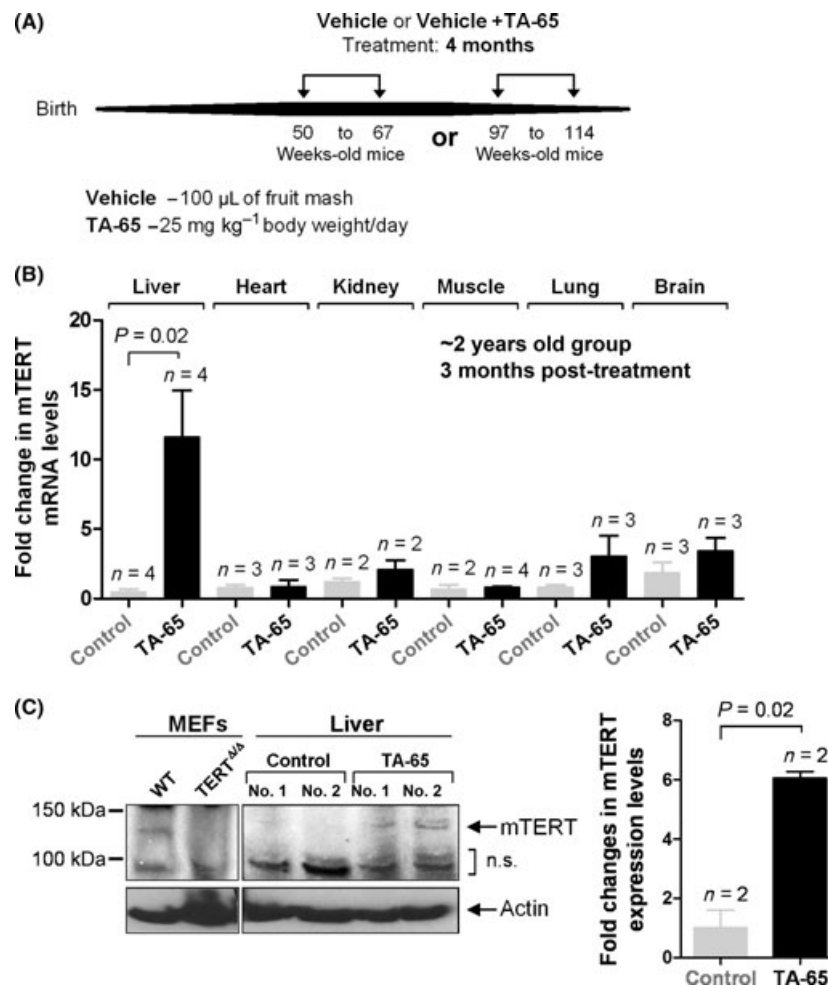 (A)
Vehicle or Vehicle +TA-65
Treatment: 4 months
Birth
50 to 67
Weeks-old mice
or
97 to 114
Weeks-old mice
Vehicle –100 µL of fruit mash
TA-65 –25 mg kg⁻¹ body weight/day
(B)
Liver Heart Kidney Muscle Lung Brain
Fold change in mTERT
mRNA levels
20
15
10
5
0
P = 0.02
~2 years old group
3 months post-treatment
n = 4 n = 4 n = 3 n = 3 n = 2 n = 2 n = 2 n = 4 n = 3 n = 3 n = 3 n = 3
Control TA-65 Control TA-65 Control TA-65 Control TA-65 Control TA-65 Control TA-65
(C)
MEFs Liver
WT TERT^Δ/Δ
Control TA-65
No. 1 No. 2 No. 1 No. 2
150 kDa
100 kDa
mTERT
n.s.
Actin
Fold changes in mTERT
expression levels
8
6
4
2
0
P = 0.02
n = 2 n = 2
Control TA-65